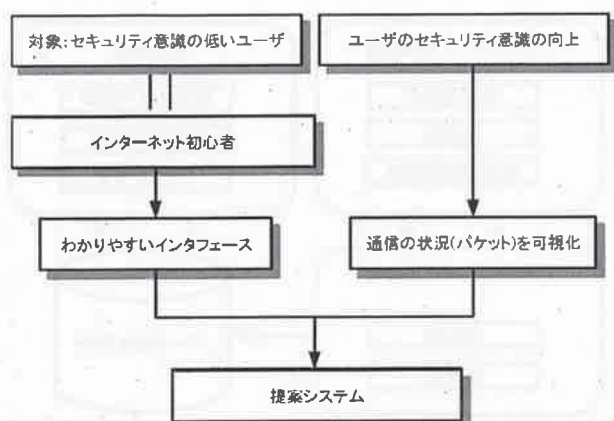 対象:セキュリティ意識の低いユーザ
ユーザのセキュリティ意識の向上
インターネット初心者
わかりやすいインタフェース
通信の状況(パケット)を可視化
提案システム